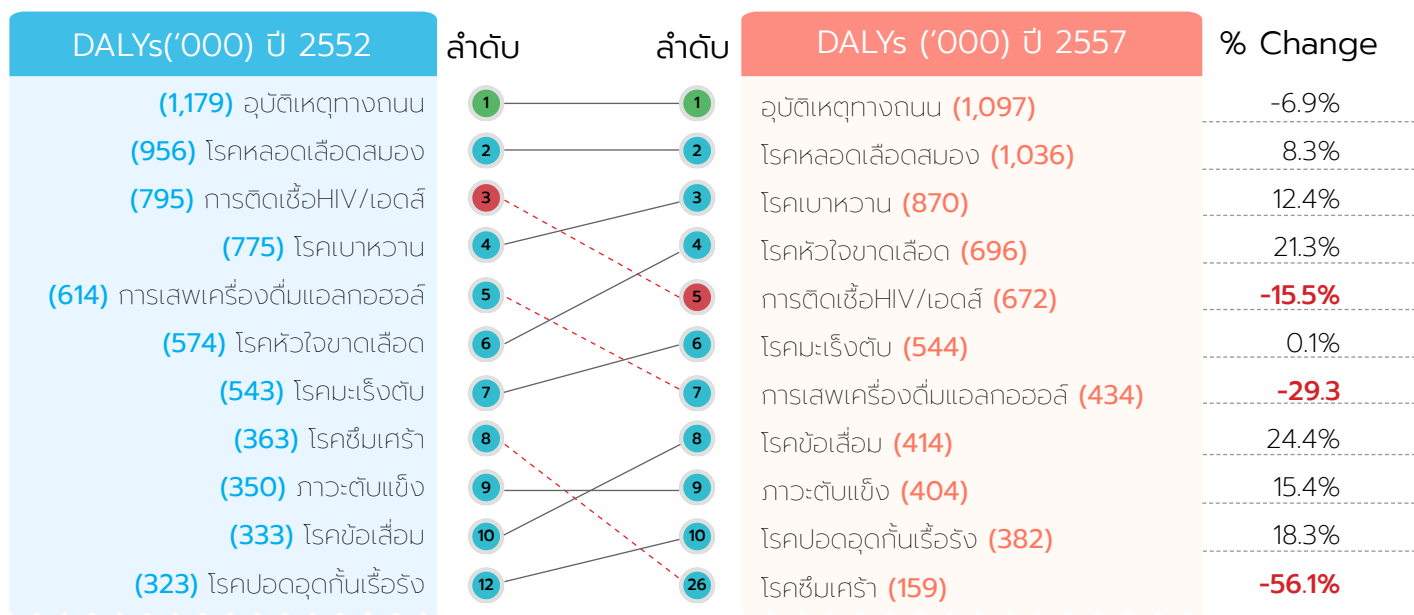 DALYs('000) ปี 2552 ลำดับ ลำดับ DALYs ('000) ปี 2557 % Change
(1,179) อุบัติเหตุทางถนน 1 1 อุบัติเหตุทางถนน (1,097) -6.9%
(956) โรคหลอดเลือดสมอง 2 2 โรคหลอดเลือดสมอง (1,036) 8.3%
(795) การติดเชื้อHIV/เอดส์ 3 3 โรคเบาหวาน (870) 12.4%
(775) โรคเบาหวาน 4 4 โรคหัวใจขาดเลือด (696) 21.3%
(614) การเสพเครื่องดื่มแอลกอฮอล์ 5 5 การติดเชื้อHIV/เอดส์ (672) -15.5%
(574) โรคหัวใจขาดเลือด 6 6 โรคมะเร็งตับ (544) 0.1%
(543) โรคมะเร็งตับ 7 7 การเสพเครื่องดื่มแอลกอฮอล์ (434) -29.3
(363) โรคซึมเศร้า 8 8 โรคข้อเสื่อม (414) 24.4%
(350) ภาวะตับแข็ง 9 9 ภาวะตับแข็ง (404) 15.4%
(333) โรคข้อเสื่อม 10 10 โรคปอดอุดกั้นเรื้อรัง (382) 18.3%
(323) โรคปอดอุดกั้นเรื้อรัง 12 26 โรคซึมเศร้า (159) -56.1%